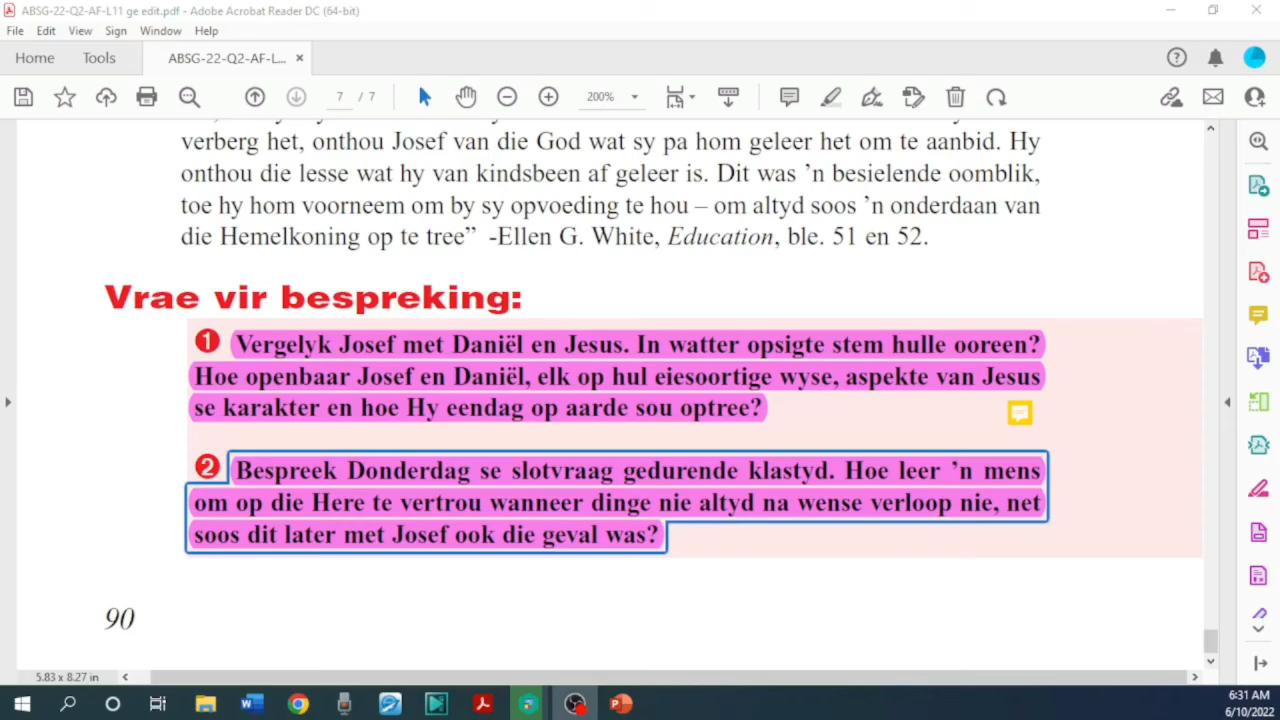 ABSG-22-Q2-AF-L11 ge edit.pdf - Adobe Acrobat Reader DC (64-bit)
File Edit View Sign Window Help
Home Tools ABSG-22-Q2-AF-L... ×
7 / 7 200%
verberg het, onthou Josef van die God wat sy pa hom geleer het om te aanbid. Hy
onthou die lesse wat hy van kindsbeen af geleer is. Dit was ’n besielende oomblik,
toe hy hom voorneem om by sy opvoeding te hou – om altyd soos ’n onderdaan van
die Hemelkoning op te tree” -Ellen G. White, Education, ble. 51 en 52.
Vrae vir bespreking:
1 Vergelyk Josef met Daniël en Jesus. In watter opsigte stem hulle ooreen?
Hoe openbaar Josef en Daniël, elk op hul eiesoortige wyse, aspekte van Jesus
se karakter en hoe Hy eendag op aarde sou optree?
2 Bespreek Donderdag se slotvraag gedurende klastyd. Hoe leer ’n mens
om op die Here te vertrou wanneer dinge nie altyd na wense verloop nie, net
soos dit later met Josef ook die geval was?
90
5.83 x 8.27 in
6:31 AM
6/10/2022